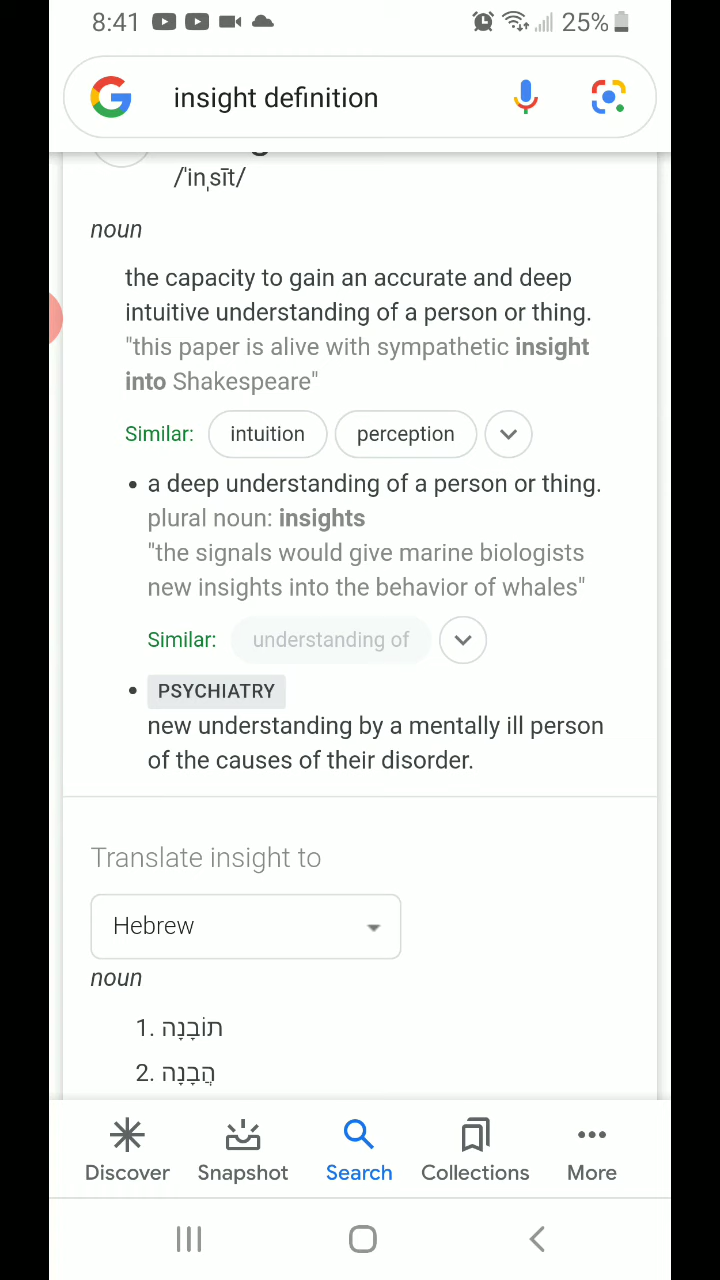 8:41 25%
insight definition
/ˈinˌsīt/
noun
the capacity to gain an accurate and deep
intuitive understanding of a person or thing.
"this paper is alive with sympathetic insight
into Shakespeare"
Similar: intuition perception
• a deep understanding of a person or thing.
plural noun: insights
"the signals would give marine biologists
new insights into the behavior of whales"
Similar: understanding of
• PSYCHIATRY
new understanding by a mentally ill person
of the causes of their disorder.
Translate insight to
Hebrew
noun
1. תוֹבָנָה
2. הֲבָנָה
Discover Snapshot Search Collections More